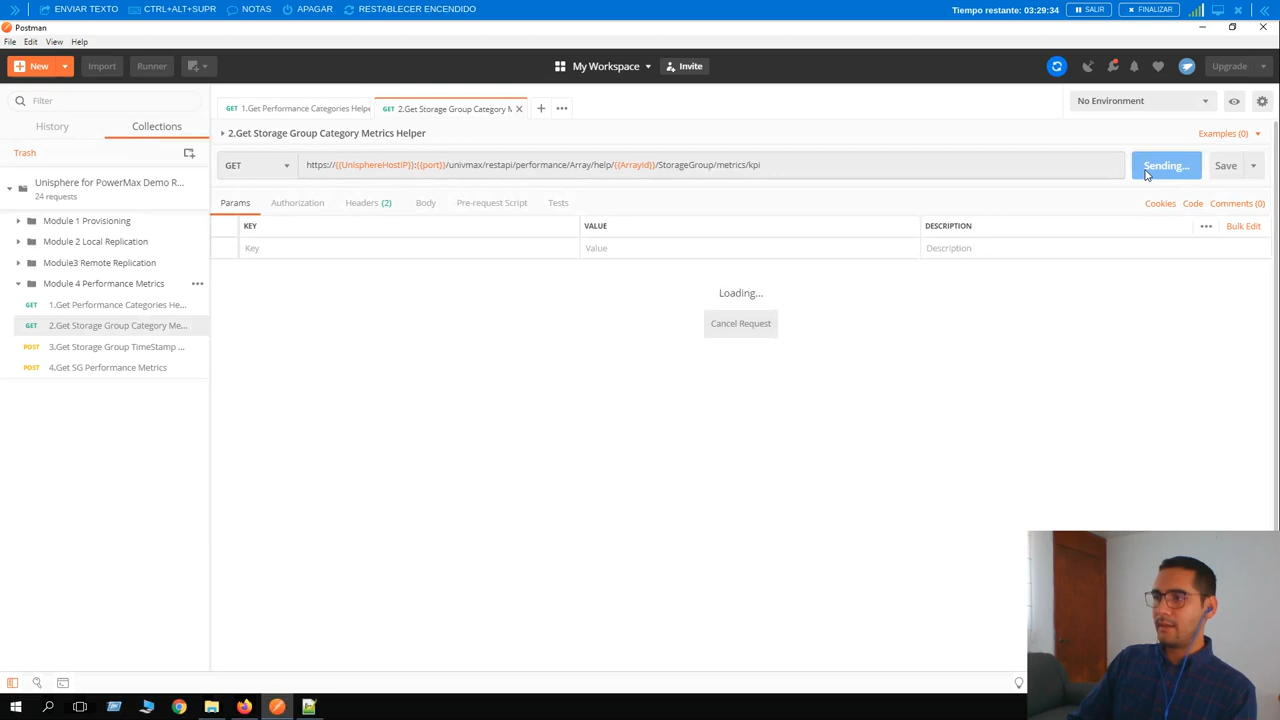 ENVIAR TEXTO CTRL+ALT+SUPR NOTAS APAGAR RESTABLECER ENCENDIDO Tiempo restante: 03:29:34 SALIR FINALIZAR
Postman
File Edit View Help
New Import Runner My Workspace Invite Upgrade
Filter
History Collections
Trash
Unisphere for PowerMax Demo R...
24 requests
Module 1 Provisioning
Module 2 Local Replication
Module3 Remote Replication
Module 4 Performance Metrics
GET 1.Get Performance Categories He...
GET 2.Get Storage Group Category Me...
POST 3.Get Storage Group TimeStamp ...
POST 4.Get SG Performance Metrics
GET 1.Get Performance Categories Helpe
GET 2.Get Storage Group Category M
No Environment
2.Get Storage Group Category Metrics Helper
Examples (0)
GET https://{{UnisphereHostIP}}:{{port}}/univmax/restapi/performance/Array/help/{{ArrayId}}/StorageGroup/metrics/kpi Sending... Save
Params Authorization Headers (2) Body Pre-request Script Tests Cookies Code Comments (0)
KEY VALUE DESCRIPTION Bulk Edit
Key Value Description
Loading...
Cancel Request